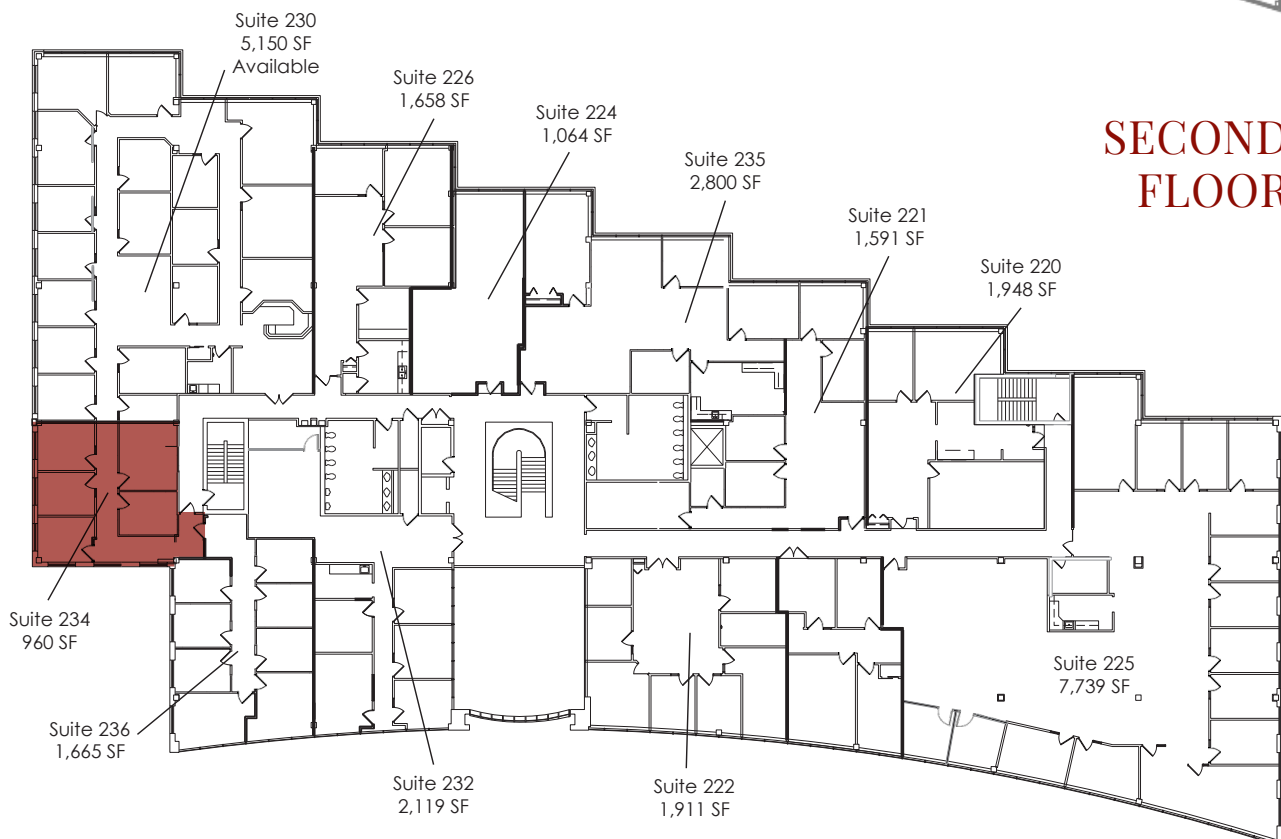 Suite 230
5,150 SF
Available
Suite 226
1,658 SF
Suite 224
1,064 SF
SECOND
FLOOR
Suite 235
2,800 SF
Suite 221
1,591 SF
Suite 220
1,948 SF
Suite 234
960 SF
Suite 225
7,739 SF
Suite 236
1,665 SF
Suite 232
2,119 SF
Suite 222
1,911 SF